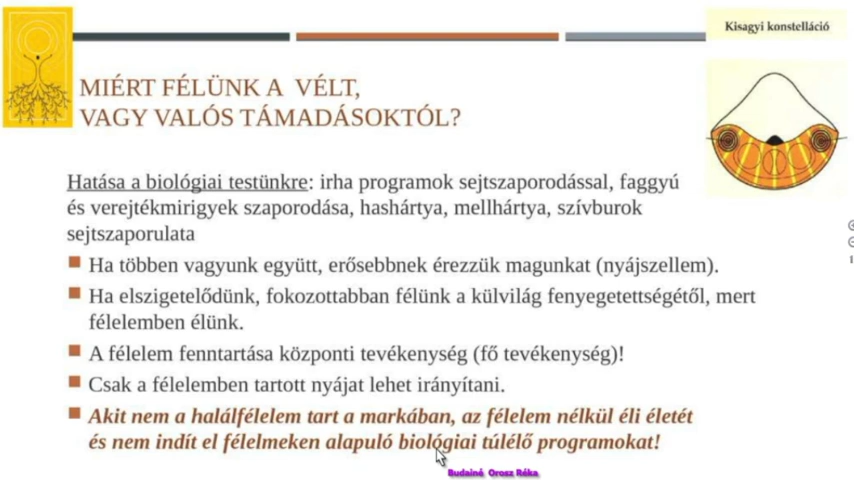 Kisagyi konstelláció
MIÉRT FÉLÜNK A VÉLT,
VAGY VALÓS TÁMADÁSOKTÓL?
Hatása a biológiai testünkre: irha programok sejtszaporodással, faggyú
és verejtékmirigyek szaporodása, hashártya, mellhártya, szívburok
sejtszaporulata
Ha többen vagyunk együtt, erősebbnek érezzük magunkat (nyájszellem).
Ha elszigetelődünk, fokozottabban félünk a külvilág fenyegetettségétől, mert
félelemben élünk.
A félelem fenntartása központi tevékenység (fő tevékenység)!
Csak a félelemben tartott nyájat lehet irányítani.
Akit nem a halálfélelem tart a markában, az félelem nélkül éli életét
és nem indít el félelmeken alapuló biológiai túlélő programokat!
Budainé Orosz Réka